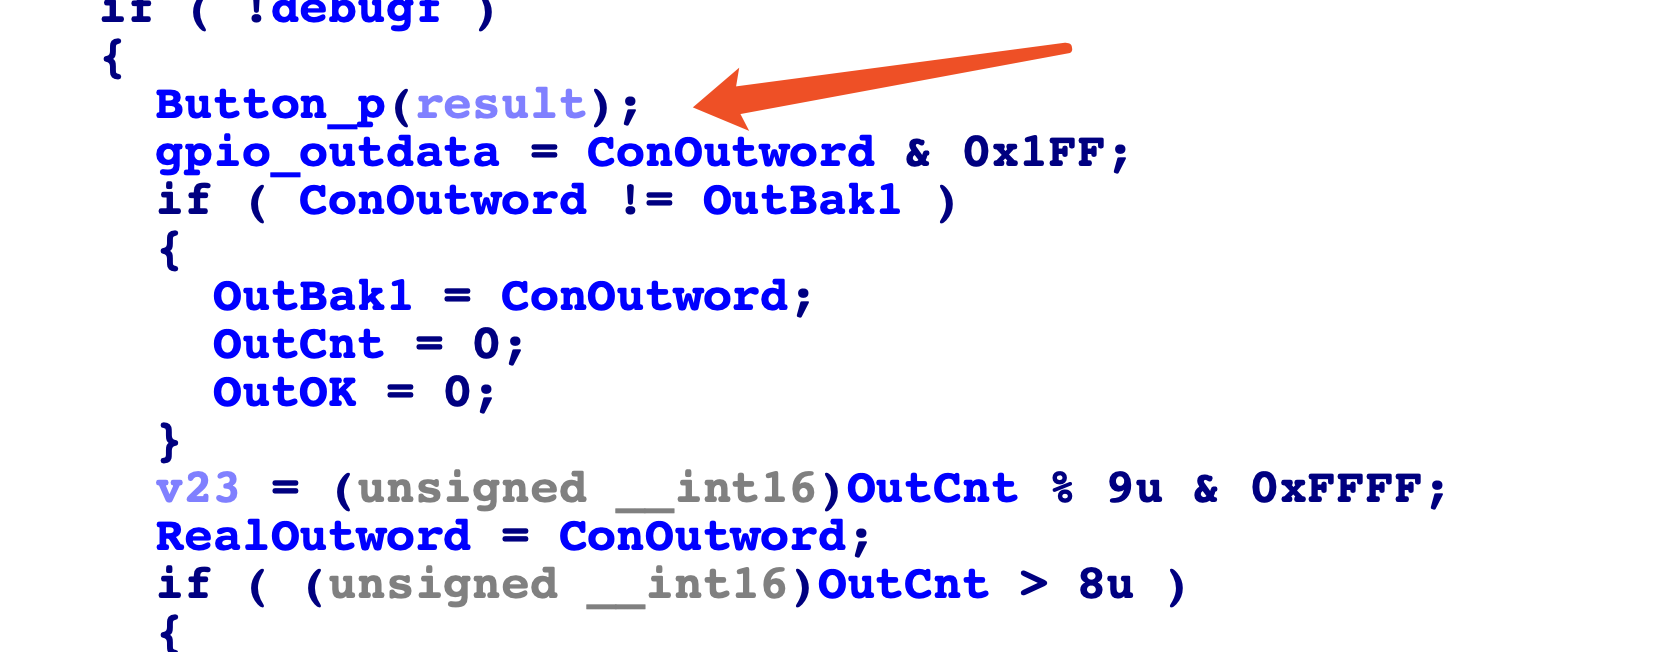 if ( !debugf )
{
Button_p(result);
gpio_outdata = ConOutword & 0x1FF;
if ( ConOutword != OutBak1 )
{
OutBak1 = ConOutword;
OutCnt = 0;
OutOK = 0;
}
v23 = (unsigned __int16)OutCnt % 9u & 0xFFFF;
RealOutword = ConOutword;
if ( (unsigned __int16)OutCnt > 8u )
{